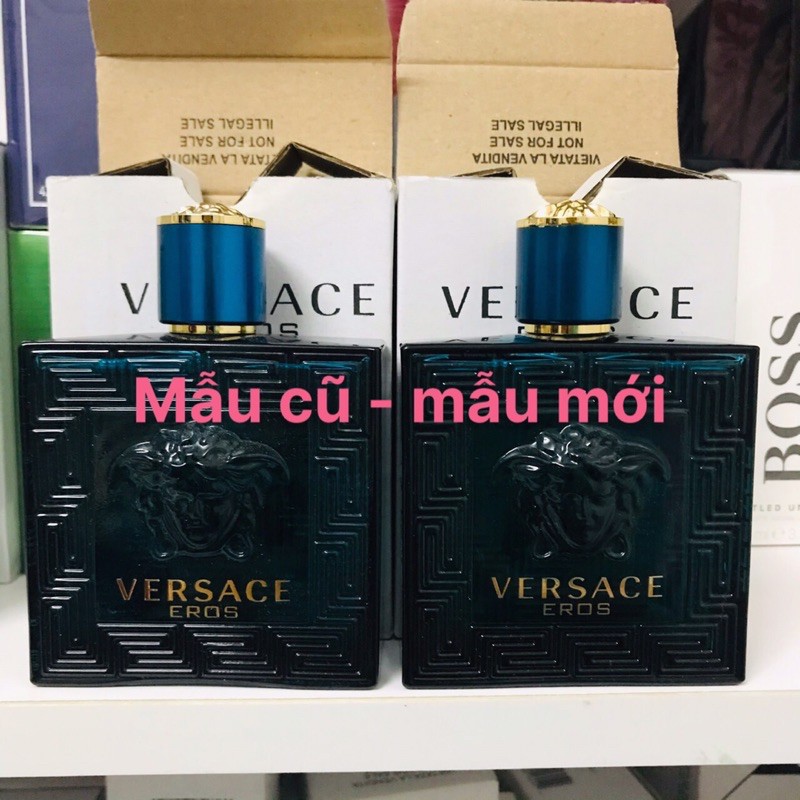 ILLEGAL SALE
NOT FOR SALE
VIETATA LA VENDITA
ILLEGAL SALE
NOT FOR SALE
VIETATA LA VENDITA
VERSACE
EROS
VERSACE
Mẫu cũ - mẫu mới
BOSS
VERSACE
EROS
VERSACE
EROS